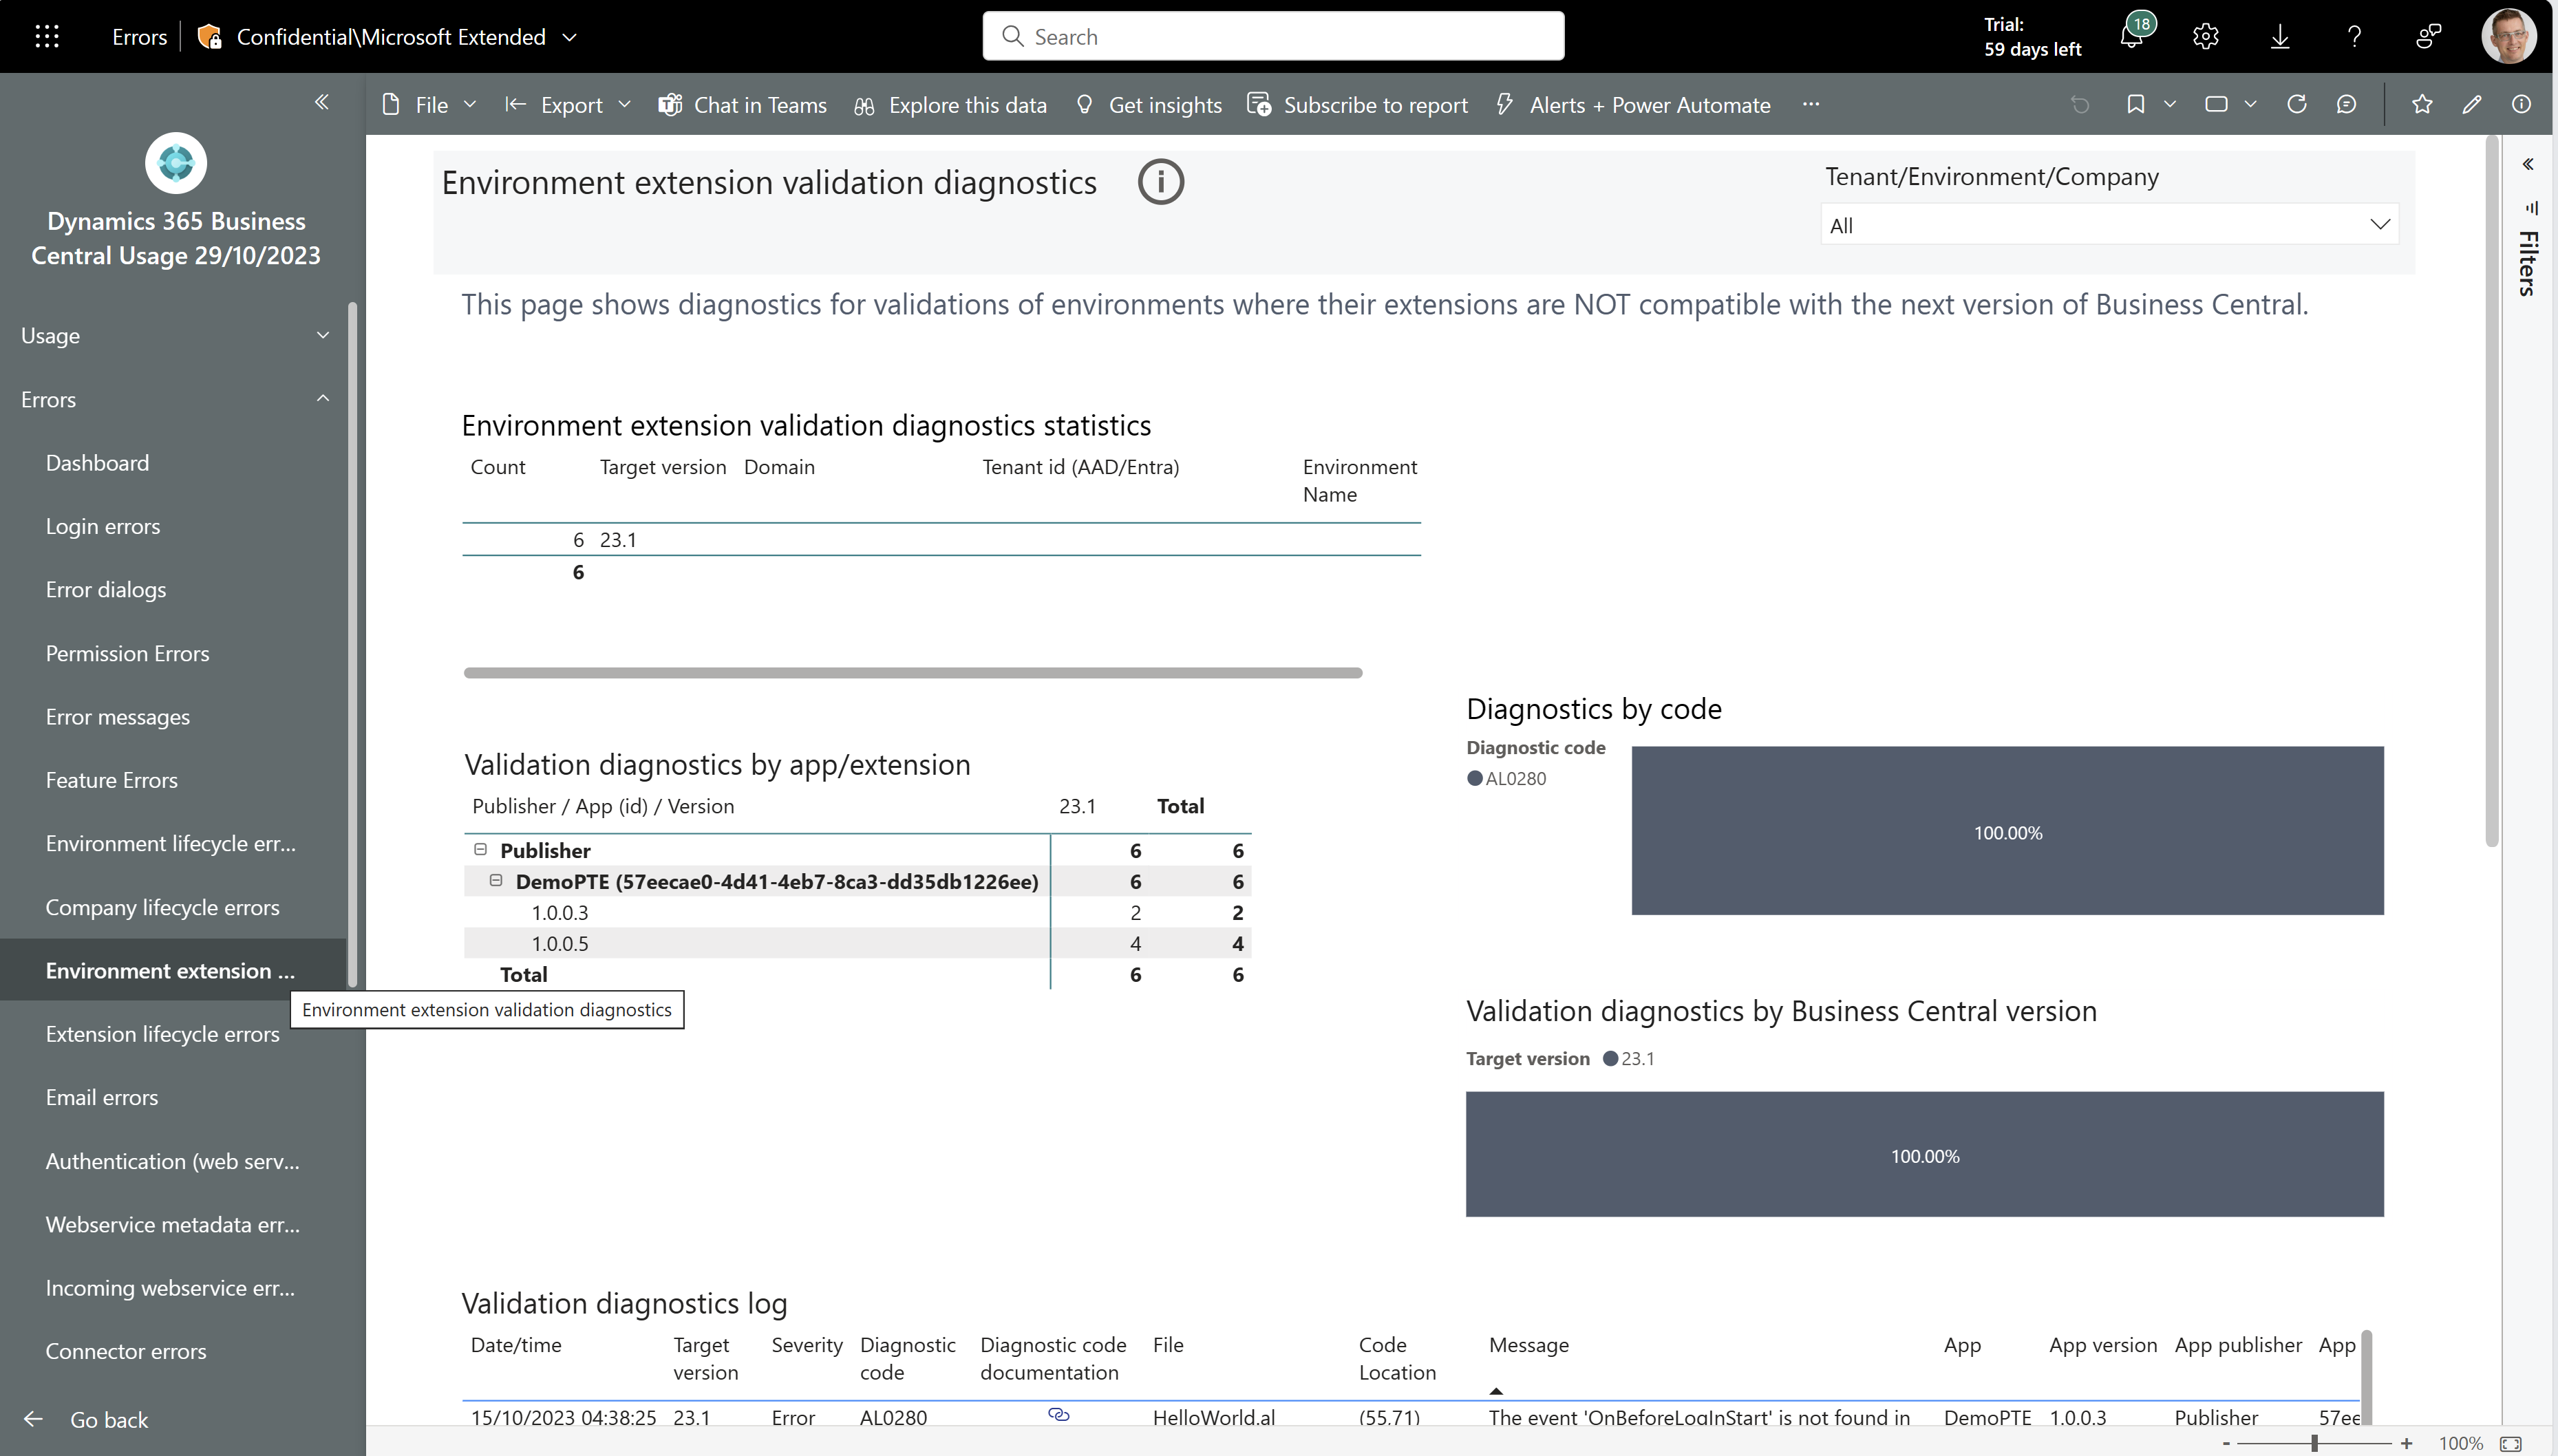 Errors
Confidential\Microsoft Extended
Search
Trial:
59 days left
18
File
Export
Chat in Teams
Explore this data
Get insights
Subscribe to report
Alerts + Power Automate
Dynamics 365 Business
Central Usage 29/10/2023
Usage
Errors
Dashboard
Login errors
Error dialogs
Permission Errors
Error messages
Feature Errors
Environment lifecycle err...
Company lifecycle errors
Environment extension ...
Environment extension validation diagnostics
Extension lifecycle errors
Email errors
Authentication (web serv...
Webservice metadata err...
Incoming webservice err...
Connector errors
Go back
Environment extension validation diagnostics
Tenant/Environment/Company
All
Filters
This page shows diagnostics for validations of environments where their extensions are NOT compatible with the next version of Business Central.
Environment extension validation diagnostics statistics
Count Target version Domain Tenant id (AAD/Entra) Environment
Name
6 23.1
6
Validation diagnostics by app/extension
Publisher / App (id) / Version 23.1 Total
Publisher 6 6
DemoPTE (57eecae0-4d41-4eb7-8ca3-dd35db1226ee) 6 6
1.0.0.3 2 2
1.0.0.5 4 4
Total 6 6
Diagnostics by code
Diagnostic code
AL0280
100.00%
Validation diagnostics by Business Central version
Target version 23.1
100.00%
Validation diagnostics log
Date/time Target Severity Diagnostic Diagnostic code File Code Message App App version App publisher App
version code documentation Location
15/10/2023 04:38:25 23.1 Error AL0280 HelloWorld.al (55,71) The event 'OnBeforeLogInStart' is not found in DemoPTE 1.0.0.3 Publisher 57ee
- + 100%